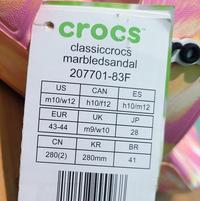 crocs™
classiccrocs
marbledsandal
207701-83F
US CAN ES
m10/w12 h10/f12 h10/m12
EUR UK JP
43-44 m9/w10 28
CN KR BR
280(2) 280mm 41